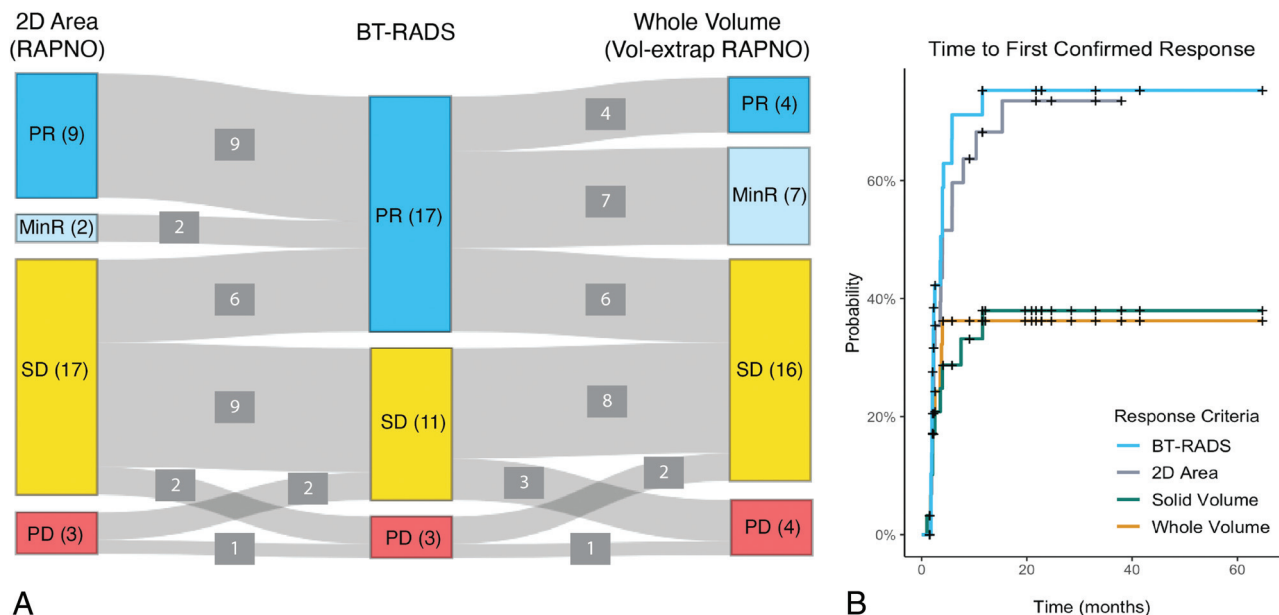 2D Area
(RAPNO)
BT-RADS
Whole Volume
(Vol-extrap RAPNO)
PR (9)
MinR (2)
SD (17)
PD (3)
9
2
6
9
2
2
1
PR (17)
SD (11)
PD (3)
4
7
6
8
3
2
1
PR (4)
MinR (7)
SD (16)
PD (4)
A
Time to First Confirmed Response
Probability
60%
40%
20%
0%
0
20
40
60
Time (months)
Response Criteria
BT-RADS
2D Area
Solid Volume
Whole Volume
B